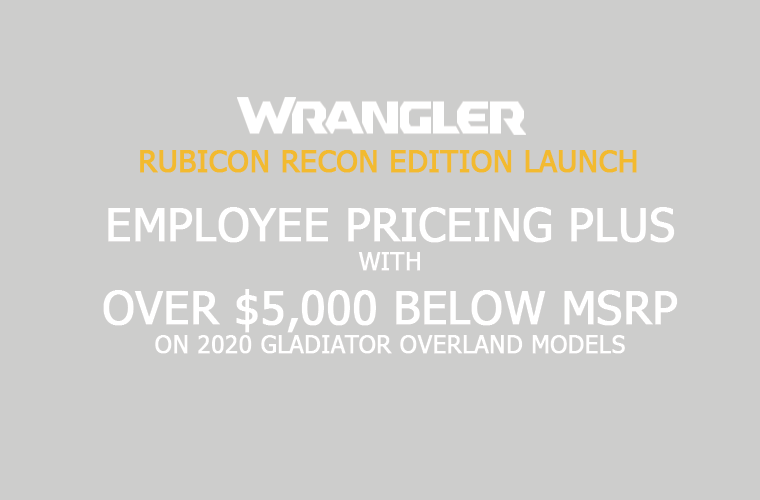 WRANGLER
RUBICON RECON EDITION LAUNCH
EMPLOYEE PRICEING PLUS
WITH
OVER $5,000 BELOW MSRP
ON 2020 GLADIATOR OVERLAND MODELS